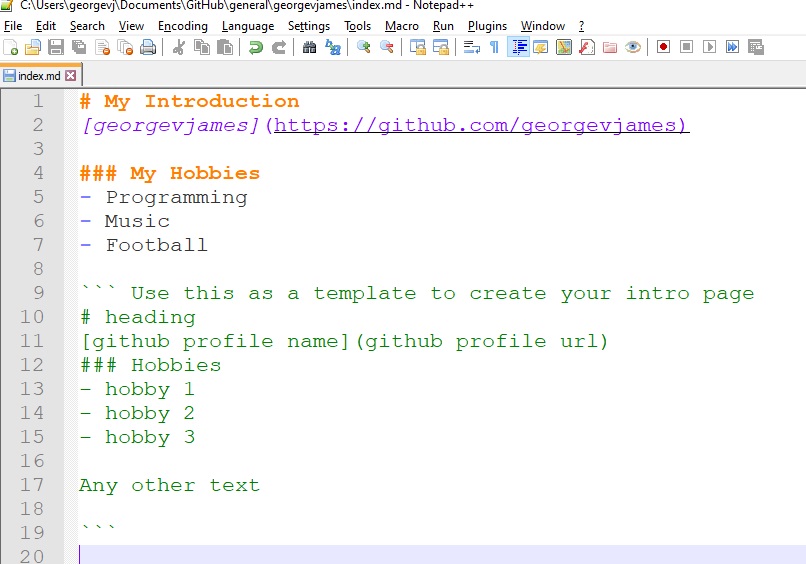 C:\Users\georgevj\Documents\GitHub\general\georgevjames\index.md - Notepad++
File Edit Search View Encoding Language Settings Tools Macro Run Plugins Window ?
index.md
1 # My Introduction
2 [georgevjames](https://github.com/georgevjames)
3
4 ### My Hobbies
5 - Programming
6 - Music
7 - Football
8
9 ``` Use this as a template to create your intro page
10 # heading
11 [github profile name](github profile url)
12 ### Hobbies
13 - hobby 1
14 - hobby 2
15 - hobby 3
16
17 Any other text
18
19 ```
20